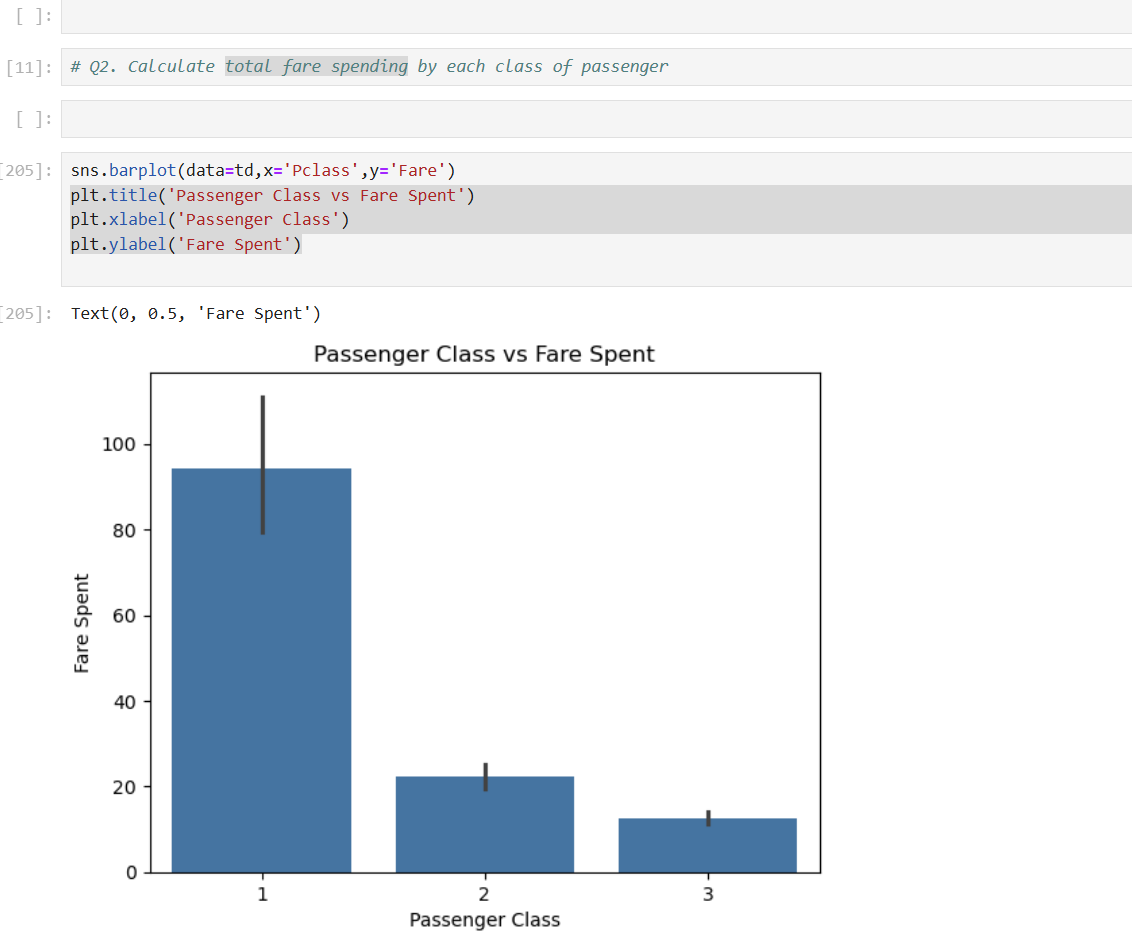 [ ]:
[11]: # Q2. Calculate total fare spending by each class of passenger
[ ]:
[205]: sns.barplot(data=td,x='Pclass',y='Fare')
plt.title('Passenger Class vs Fare Spent')
plt.xlabel('Passenger Class')
plt.ylabel('Fare Spent')
[205]: Text(0, 0.5, 'Fare Spent')
Passenger Class vs Fare Spent
100
80
60
40
20
0
Fare Spent
1 2 3
Passenger Class